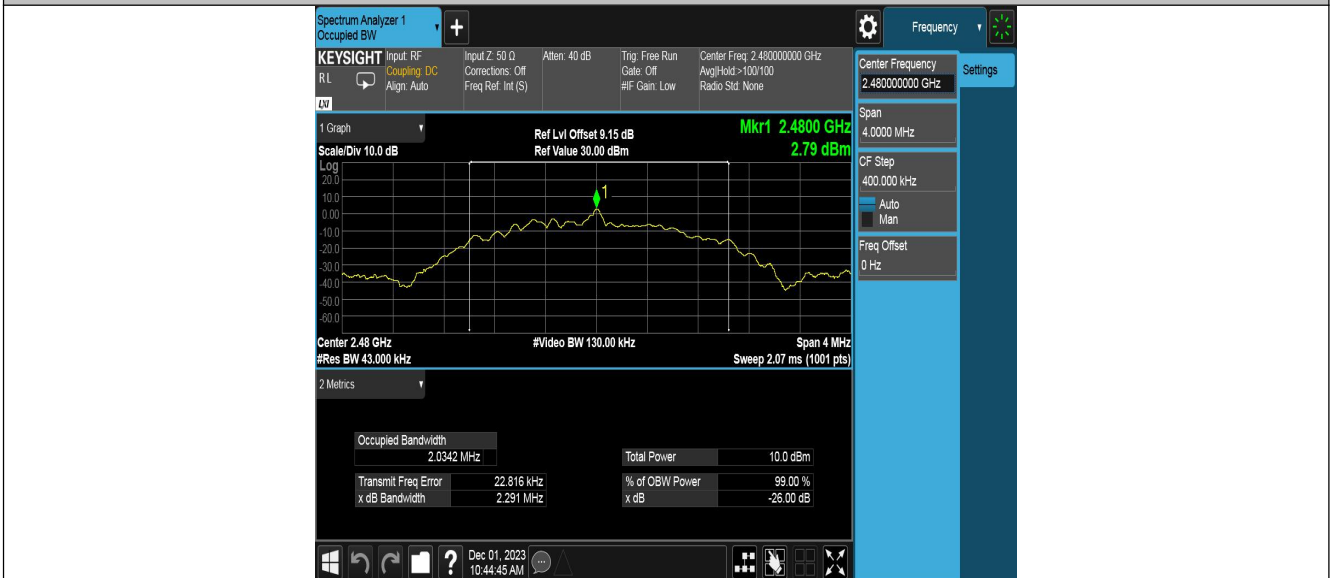 Spectrum Analyzer 1
Occupied BW
+
Frequency
KEYSIGHT
RL
LXI
Input: RF
Coupling: DC
Align: Auto
Input Z: 50 Ω
Corrections: Off
Freq Ref: Int (S)
Atten: 40 dB
Trig: Free Run
Gate: Off
#IF Gain: Low
Center Freq: 2.480000000 GHz
Avg|Hold:>100/100
Radio Std: None
Center Frequency
2.480000000 GHz
Settings
Span
4.0000 MHz
CF Step
400.000 kHz
Auto
Man
Freq Offset
0 Hz
1 Graph
Ref Lvl Offset 9.15 dB
Mkr1 2.4800 GHz
Scale/Div 10.0 dB
Ref Value 30.00 dBm
2.79 dBm
Log
20.0
10.0
0.00
-10.0
-20.0
-30.0
-40.0
-50.0
-60.0
1
Center 2.48 GHz
#Video BW 130.00 kHz
Span 4 MHz
#Res BW 43.000 kHz
Sweep 2.07 ms (1001 pts)
2 Metrics
Occupied Bandwidth
2.0342 MHz
Total Power 10.0 dBm
Transmit Freq Error 22.816 kHz
% of OBW Power 99.00 %
x dB Bandwidth 2.291 MHz
x dB -26.00 dB
?
Dec 01, 2023
10:44:45 AM